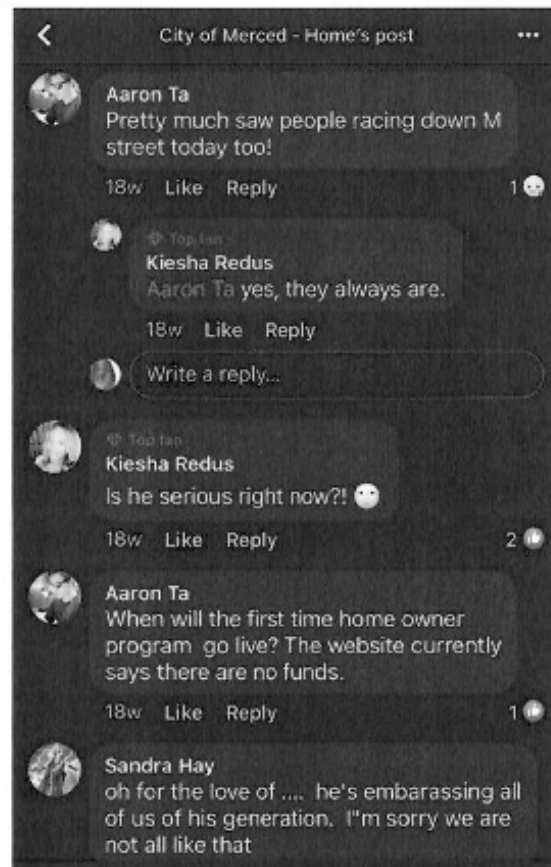 City of Merced - Home's post
Aaron Ta
Pretty much saw people racing down M
street today too!
18w Like Reply 1
Top fan
Kiesha Redus
Aaron Ta yes, they always are.
18w Like Reply
Write a reply...
Top fan
Kiesha Redus
Is he serious right now?!
18w Like Reply 2
Aaron Ta
When will the first time home owner
program go live? The website currently
says there are no funds.
18w Like Reply 1
Sandra Hay
oh for the love of .... he's embarassing all
of us of his generation. I"m sorry we are
not all like that